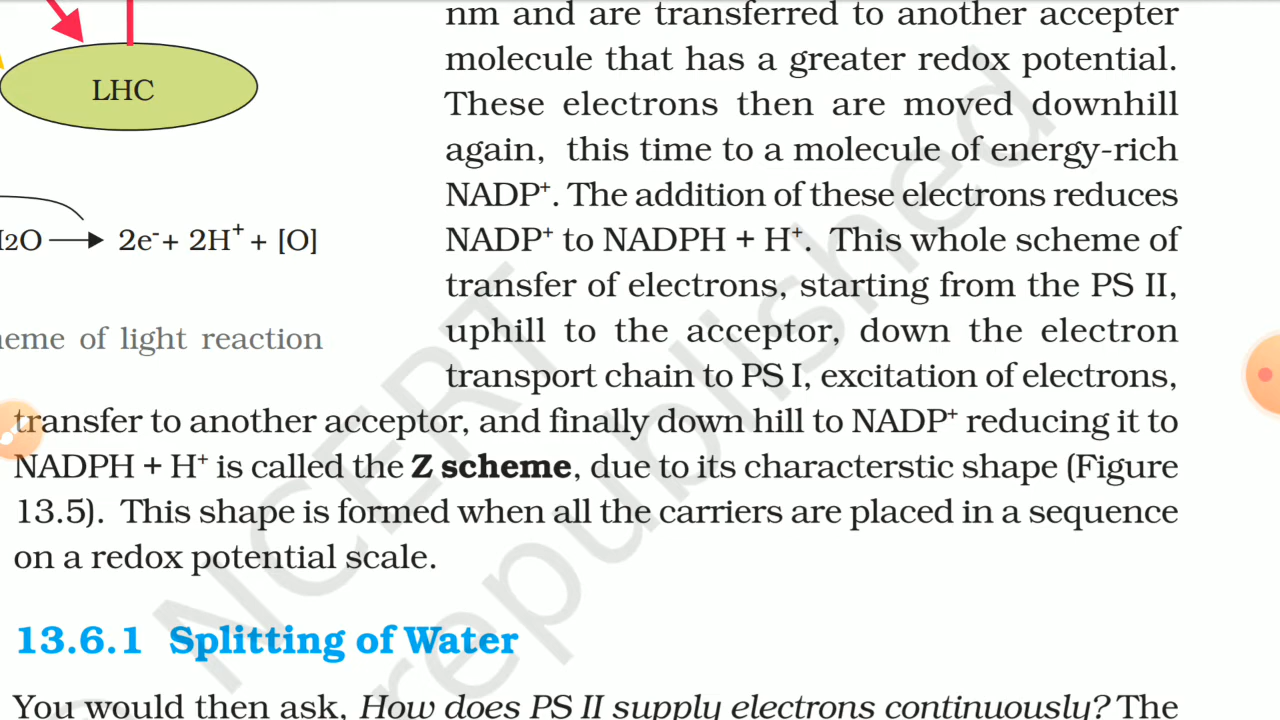 LHC
2O → 2e⁻ + 2H⁺ + [O]
eme of light reaction
nm and are transferred to another accepter
molecule that has a greater redox potential.
These electrons then are moved downhill
again, this time to a molecule of energy-rich
NADP⁺. The addition of these electrons reduces
NADP⁺ to NADPH + H⁺. This whole scheme of
transfer of electrons, starting from the PS II,
uphill to the acceptor, down the electron
transport chain to PS I, excitation of electrons,
transfer to another acceptor, and finally down hill to NADP⁺ reducing it to
NADPH + H⁺ is called the Z scheme, due to its characterstic shape (Figure
13.5). This shape is formed when all the carriers are placed in a sequence
on a redox potential scale.
13.6.1 Splitting of Water
You would then ask, How does PS II supply electrons continuously? The
NCERT
republished